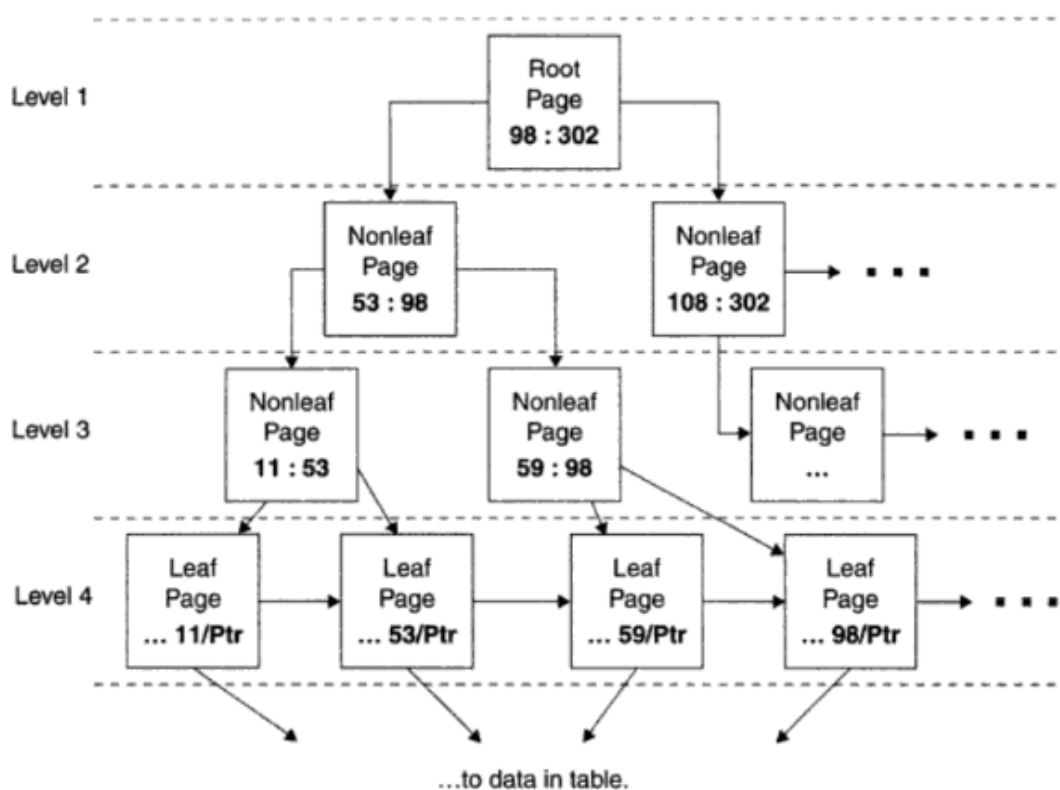 Level 1
Root
Page
98 : 302
Level 2
Nonleaf
Page
53 : 98
Nonleaf
Page
108 : 302
Level 3
Nonleaf
Page
11 : 53
Nonleaf
Page
59 : 98
Nonleaf
Page
...
Level 4
Leaf
Page
... 11/Ptr
Leaf
Page
... 53/Ptr
Leaf
Page
... 59/Ptr
Leaf
Page
... 98/Ptr
...to data in table.